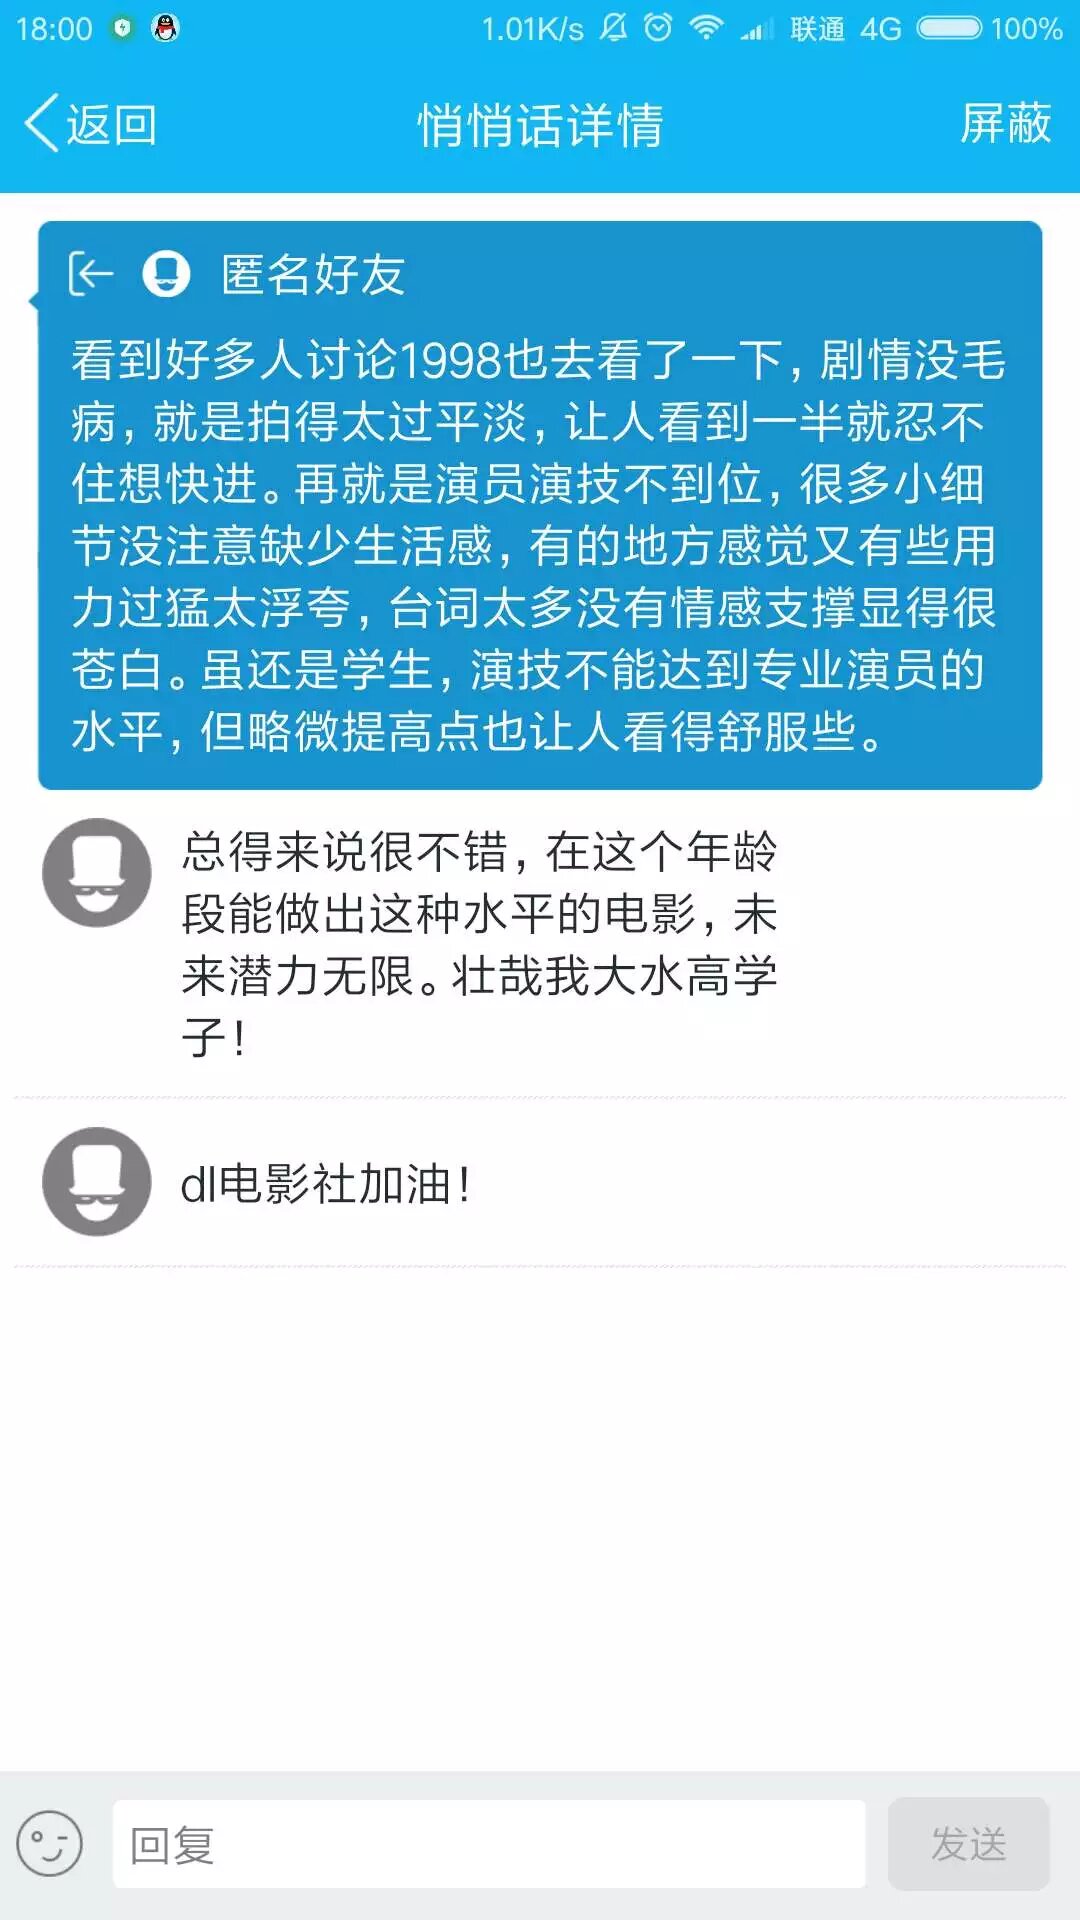 18:00 1.01K/s 联通 4G 100%
返回 悄悄话详情 屏蔽
匿名好友
看到好多人讨论1998也去看了一下，剧情没毛
病，就是拍得太过平淡，让人看到一半就忍不
住想快进。再就是演员演技不到位，很多小细
节没注意缺少生活感，有的地方感觉又有些用
力过猛太浮夸，台词太多没有情感支撑显得很
苍白。虽还是学生，演技不能达到专业演员的
水平，但略微提高点也让人看得舒服些。
总得来说很不错，在这个年龄
段能做出这种水平的电影，未
来潜力无限。壮哉我大水高学
子！
dl电影社加油！
回复 发送